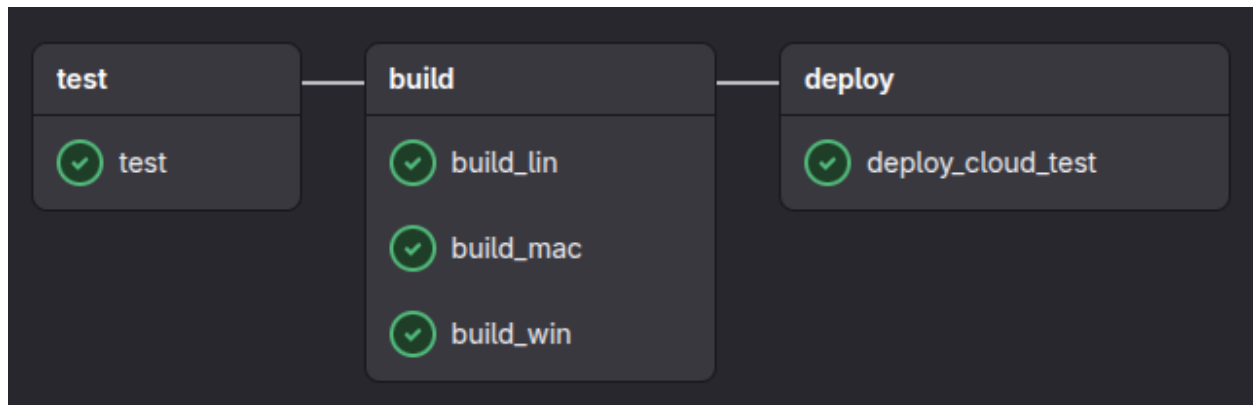 test
test
build
build_lin
build_mac
build_win
deploy
deploy_cloud_test